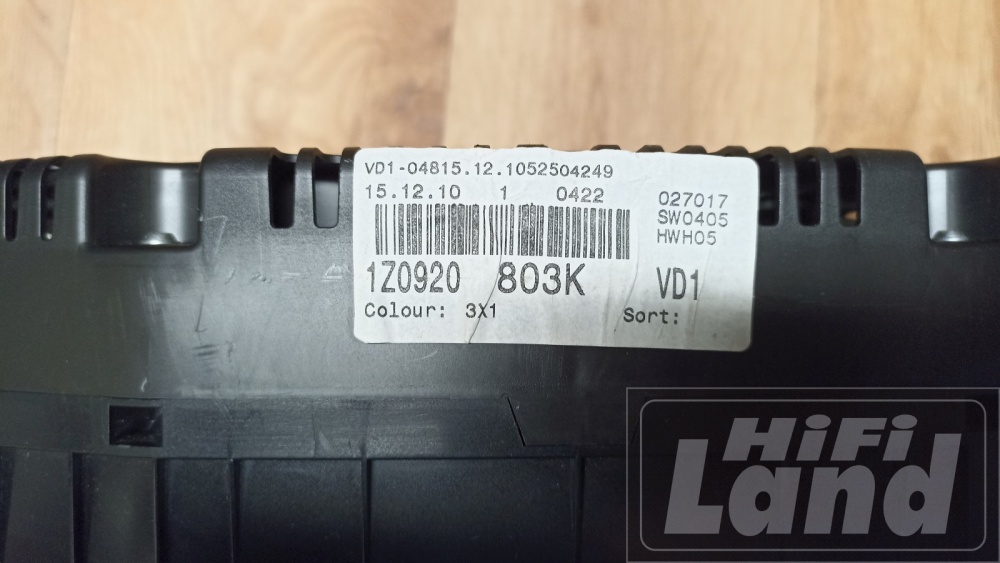 VD1-04815.12.1052504249
15.12.10 1 0422 027017
SW0405
HWH05
1Z0920 803K VD1
Colour: 3X1 Sort:
HiFi
Land